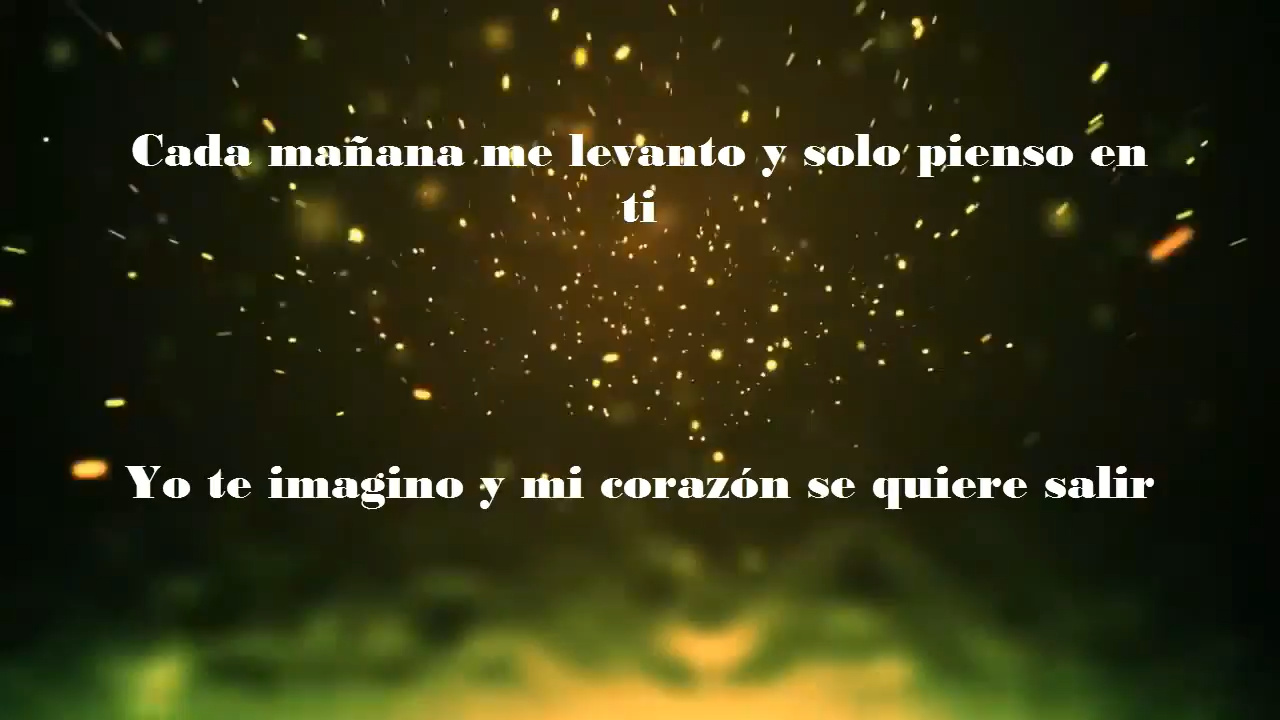 Cada mañana me levanto y solo pienso en
ti
Yo te imagino y mi corazón se quiere salir